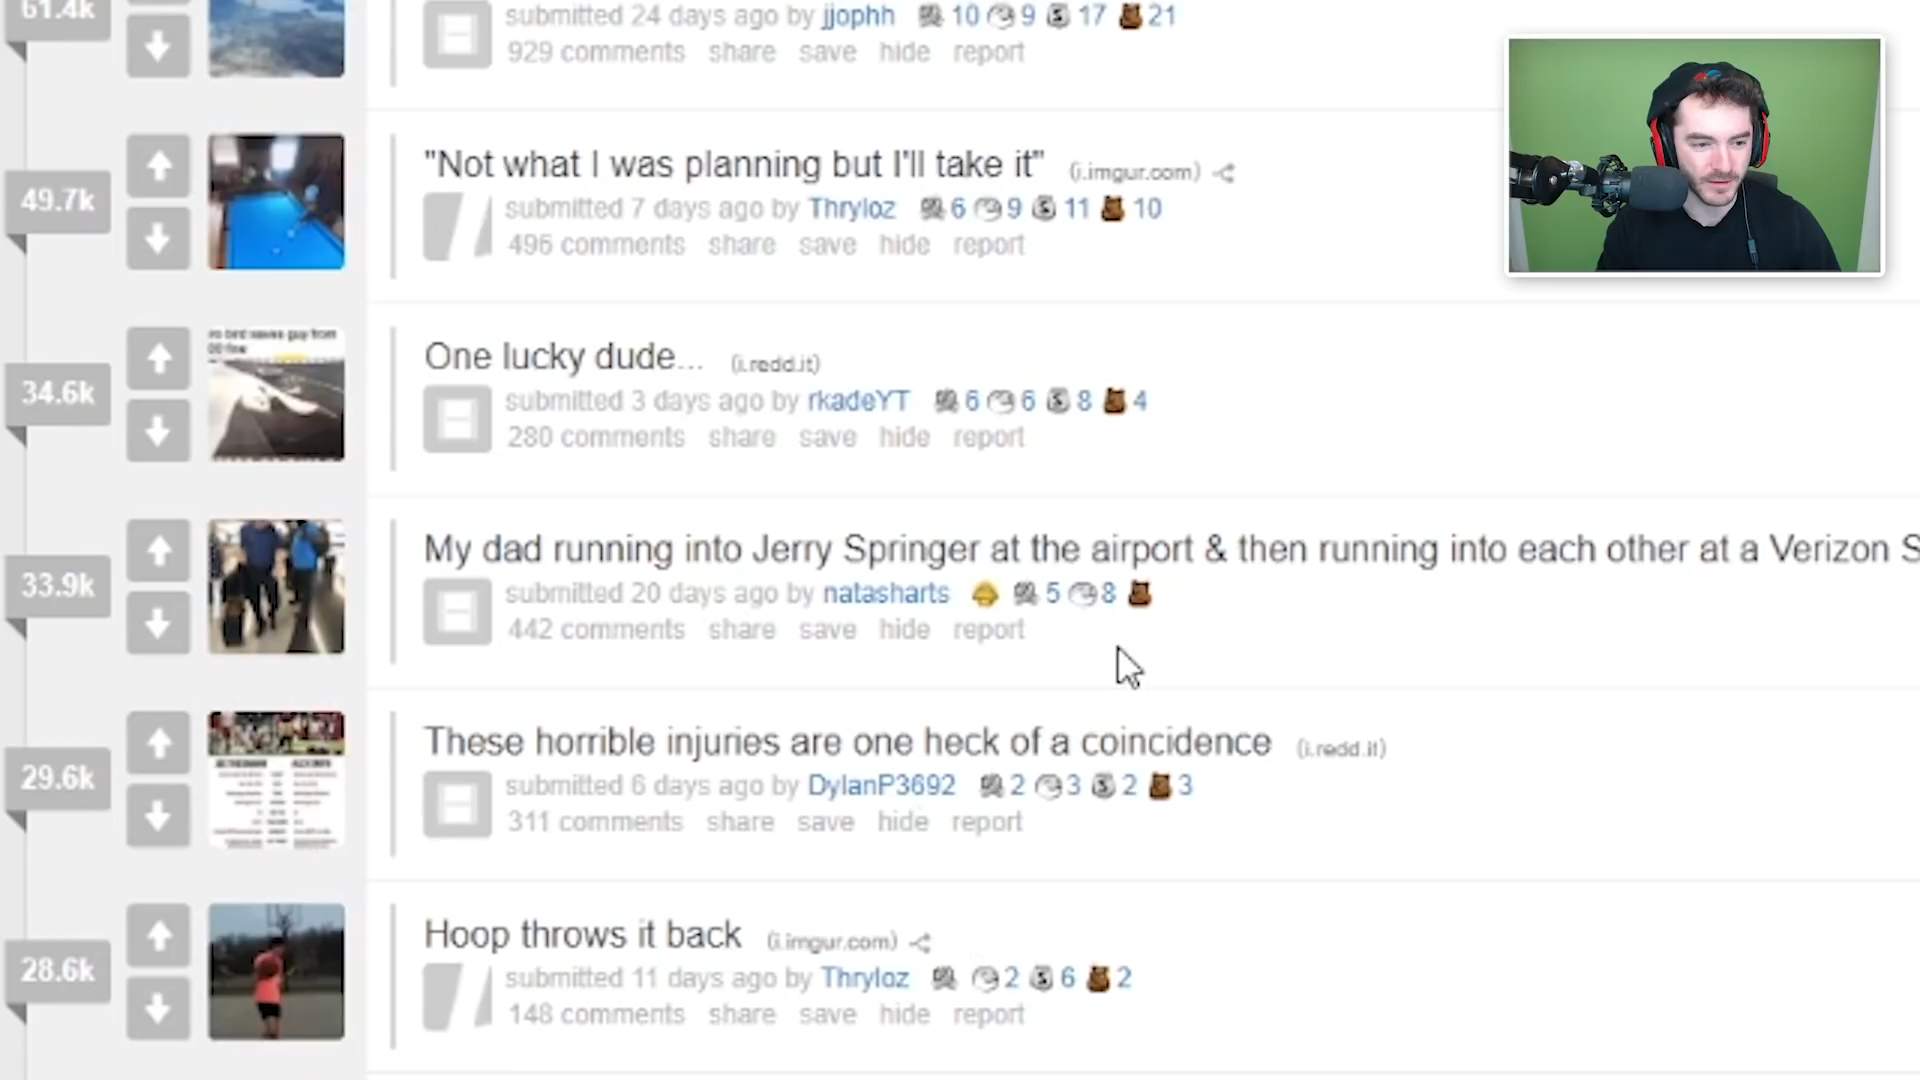 61.4k
submitted 24 days ago by jjophh 10 9 17 21
929 comments share save hide report
49.7k
"Not what I was planning but I'll take it" (i.imgur.com)
submitted 7 days ago by Thryloz 6 9 11 10
496 comments share save hide report
34.6k
One lucky dude... (i.redd.it)
submitted 3 days ago by rkadeYT 6 6 8 4
280 comments share save hide report
33.9k
My dad running into Jerry Springer at the airport & then running into each other at a Verizon S
submitted 20 days ago by natasharts 5 8
442 comments share save hide report
29.6k
These horrible injuries are one heck of a coincidence (i.redd.it)
submitted 6 days ago by DylanP3692 2 3 2 3
311 comments share save hide report
28.6k
Hoop throws it back (i.imgur.com)
submitted 11 days ago by Thryloz 2 6 2
148 comments share save hide report